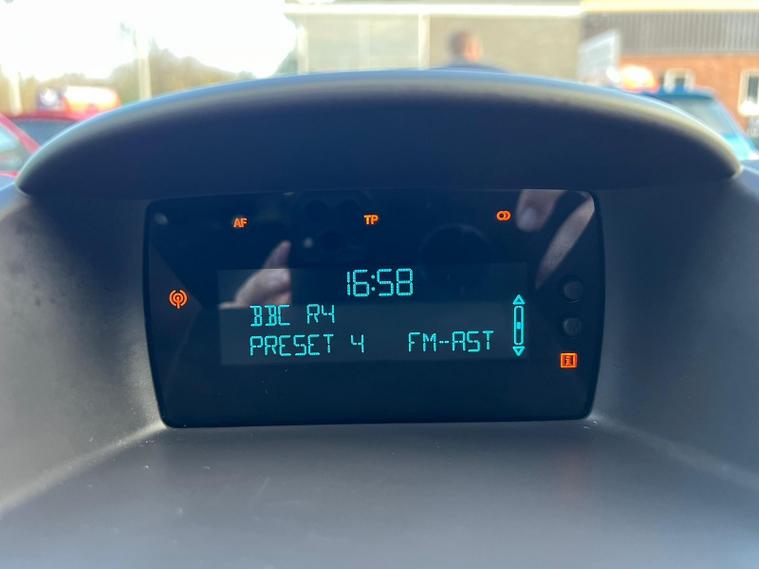 AF TP
16:58
BBC R4
PRESET 4 FM-AST
i